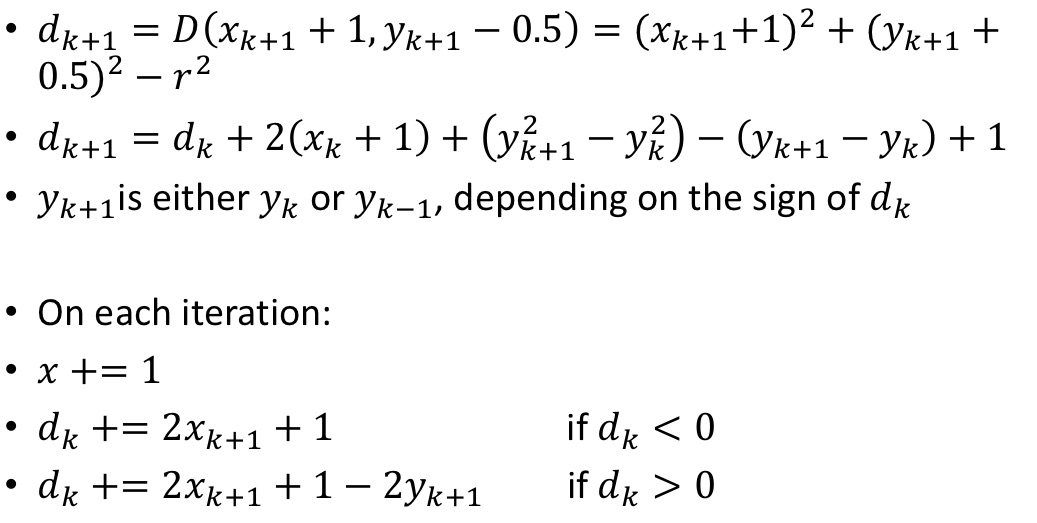 • d_{k+1} = D(x_{k+1} + 1, y_{k+1} − 0.5) = (x_{k+1}+1)² + (y_{k+1} +
0.5)² − r²
• d_{k+1} = d_k + 2(x_k + 1) + (y²_{k+1} − y²_k) − (y_{k+1} − y_k) + 1
• y_{k+1}is either y_k or y_{k−1}, depending on the sign of d_k
• On each iteration:
• x += 1
• d_k += 2x_{k+1} + 1 if d_k < 0
• d_k += 2x_{k+1} + 1 − 2y_{k+1} if d_k > 0